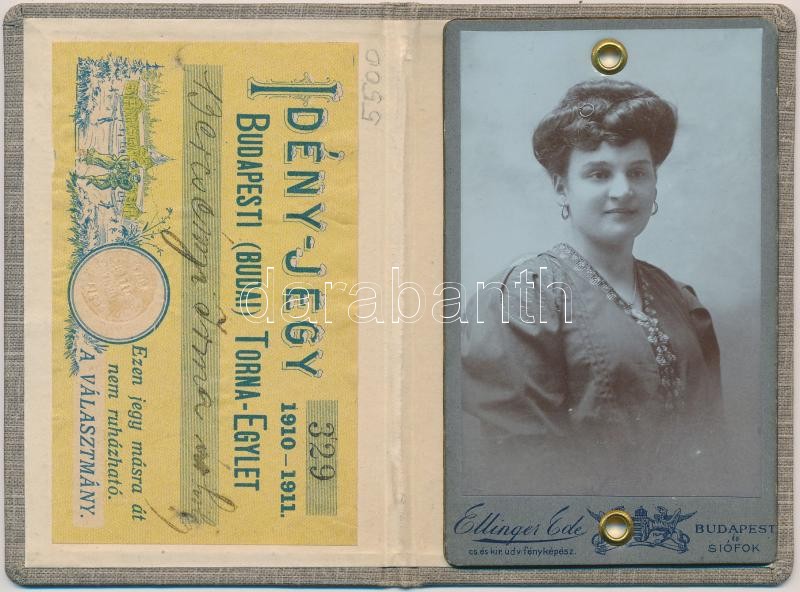 IDÉNY-JEGY 1910-1911.
329
BUDAPESTI (BUDAI) TORNA-EGYLET
Ezen jegy másra át
nem ruházható.
A VÁLASZTMÁNY.
5500
darabanth.com
Ellinger Ede
cs. és kir. udv. fényképész.
BUDAPEST
és
SIÓFOK